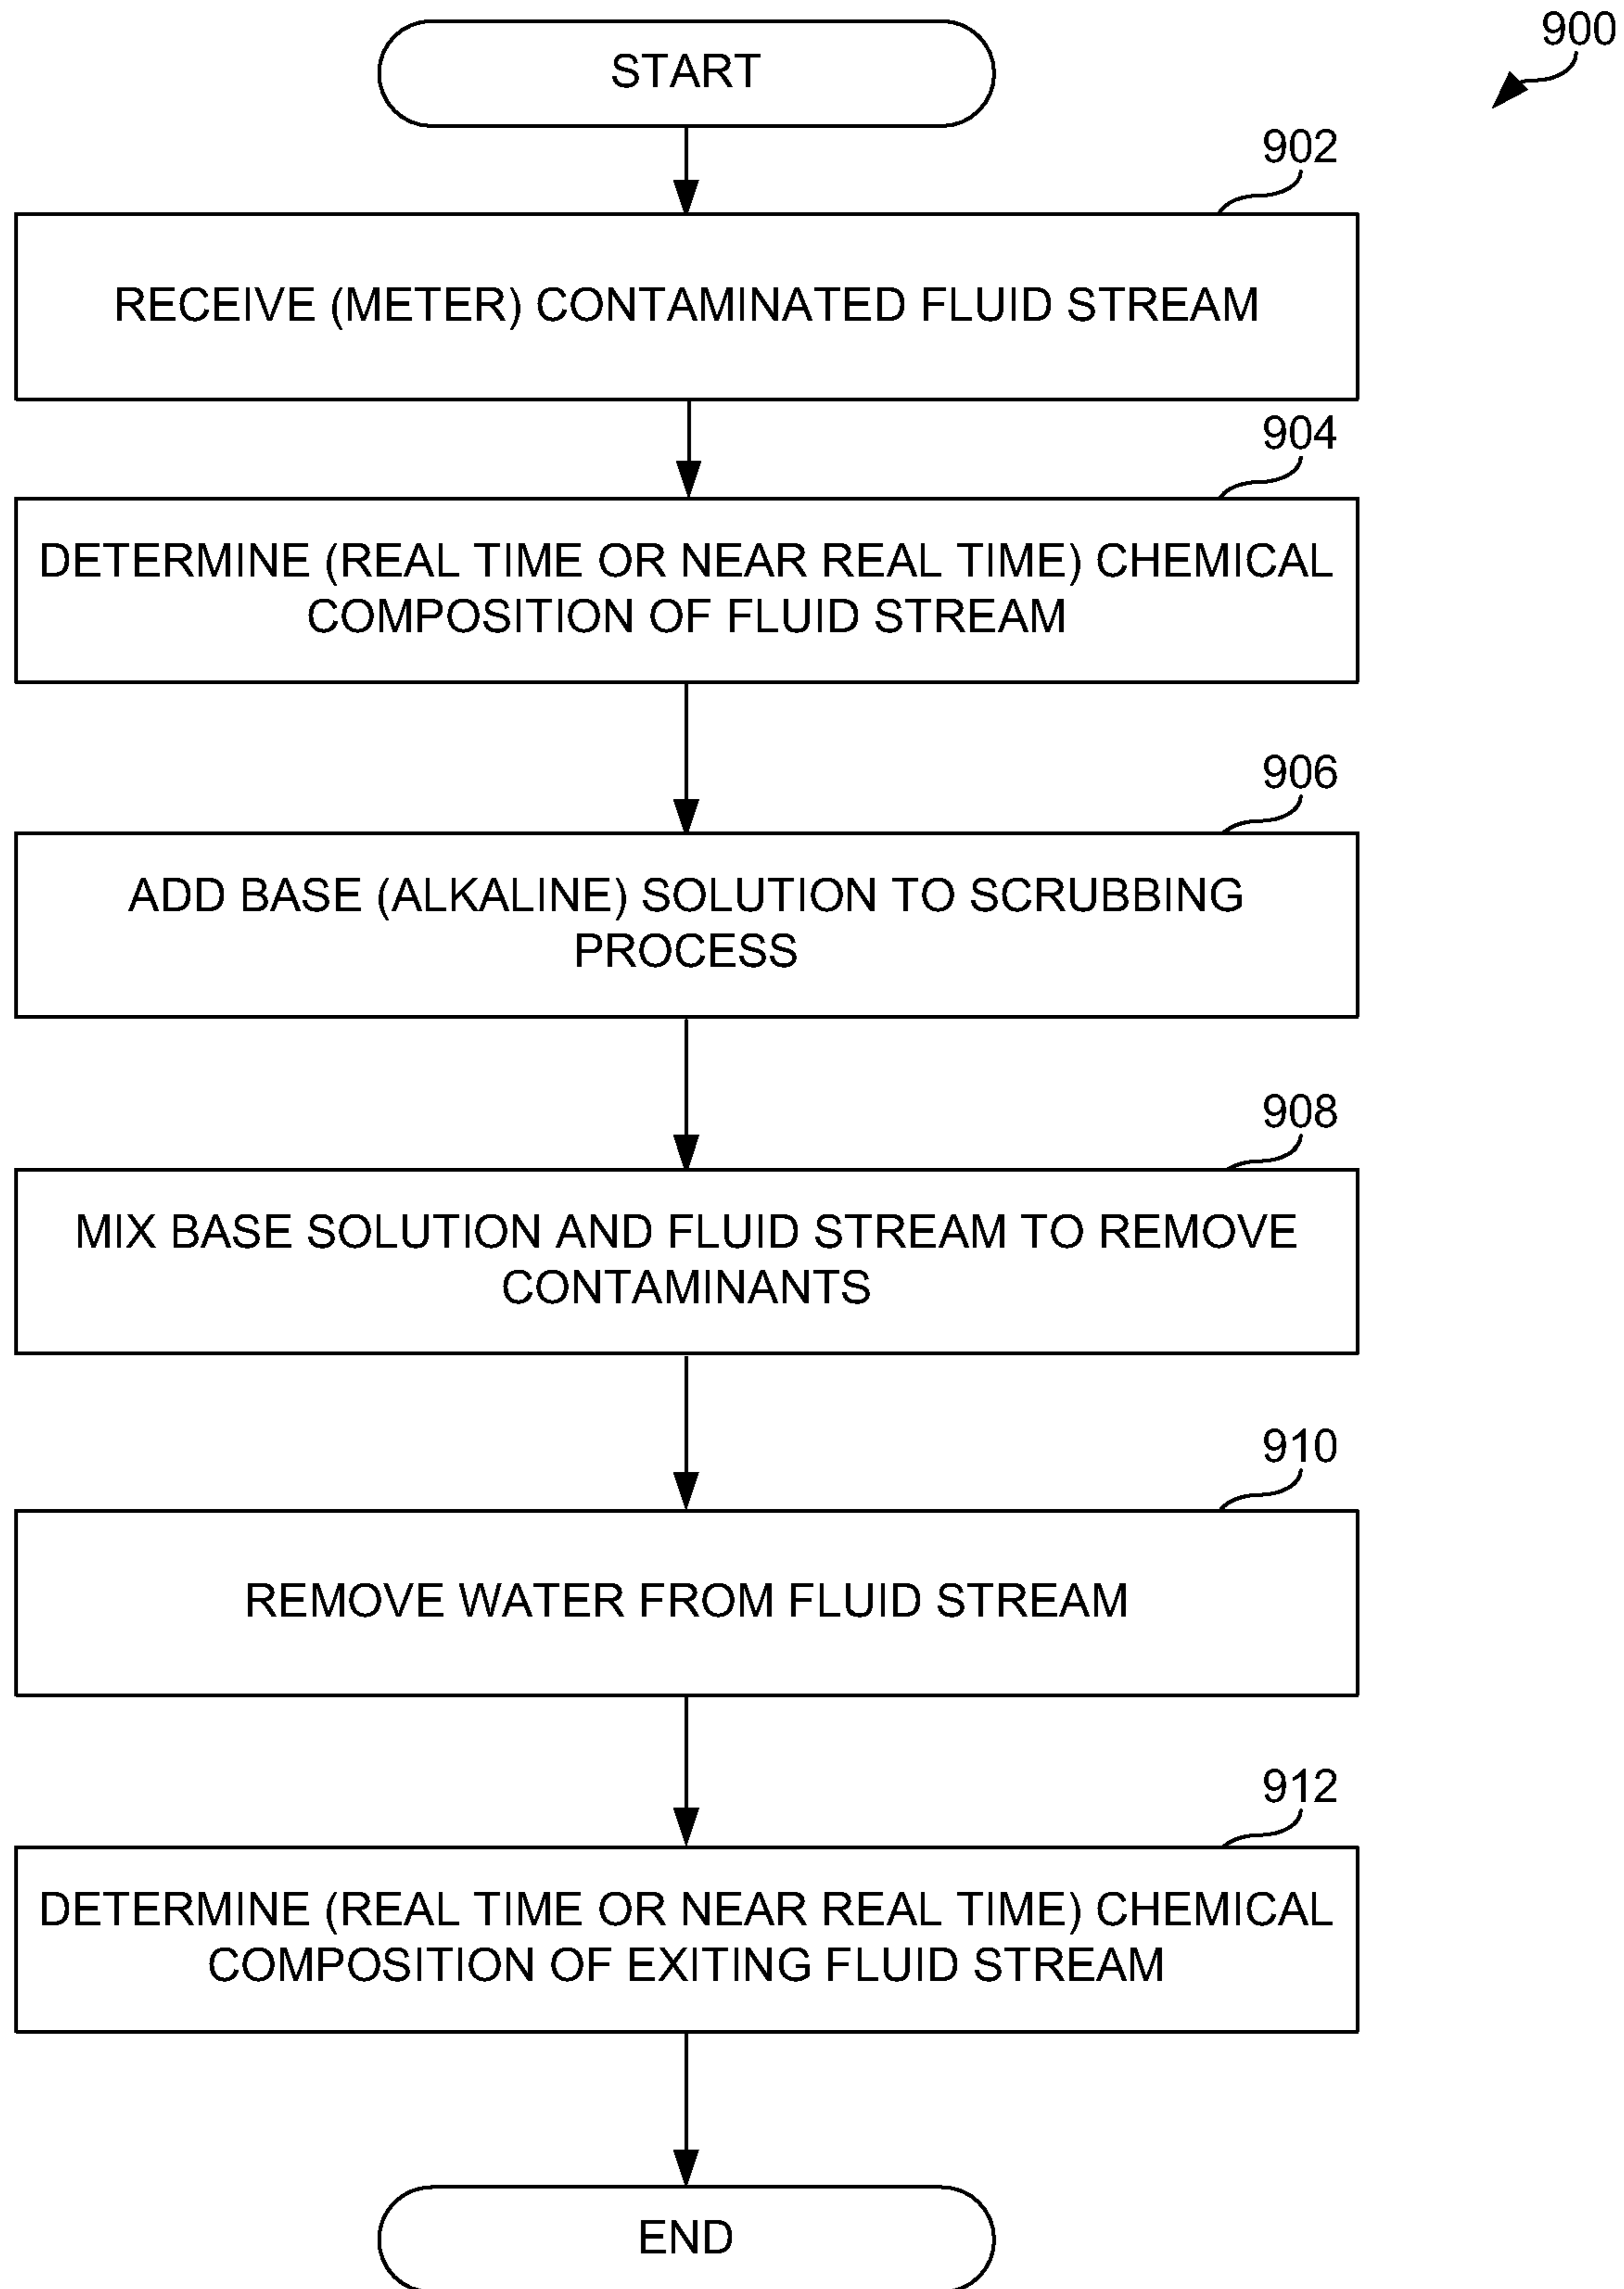 900
START
902
RECEIVE (METER) CONTAMINATED FLUID STREAM
904
DETERMINE (REAL TIME OR NEAR REAL TIME) CHEMICAL
COMPOSITION OF FLUID STREAM
906
ADD BASE (ALKALINE) SOLUTION TO SCRUBBING
PROCESS
908
MIX BASE SOLUTION AND FLUID STREAM TO REMOVE
CONTAMINANTS
910
REMOVE WATER FROM FLUID STREAM
912
DETERMINE (REAL TIME OR NEAR REAL TIME) CHEMICAL
COMPOSITION OF EXITING FLUID STREAM
END